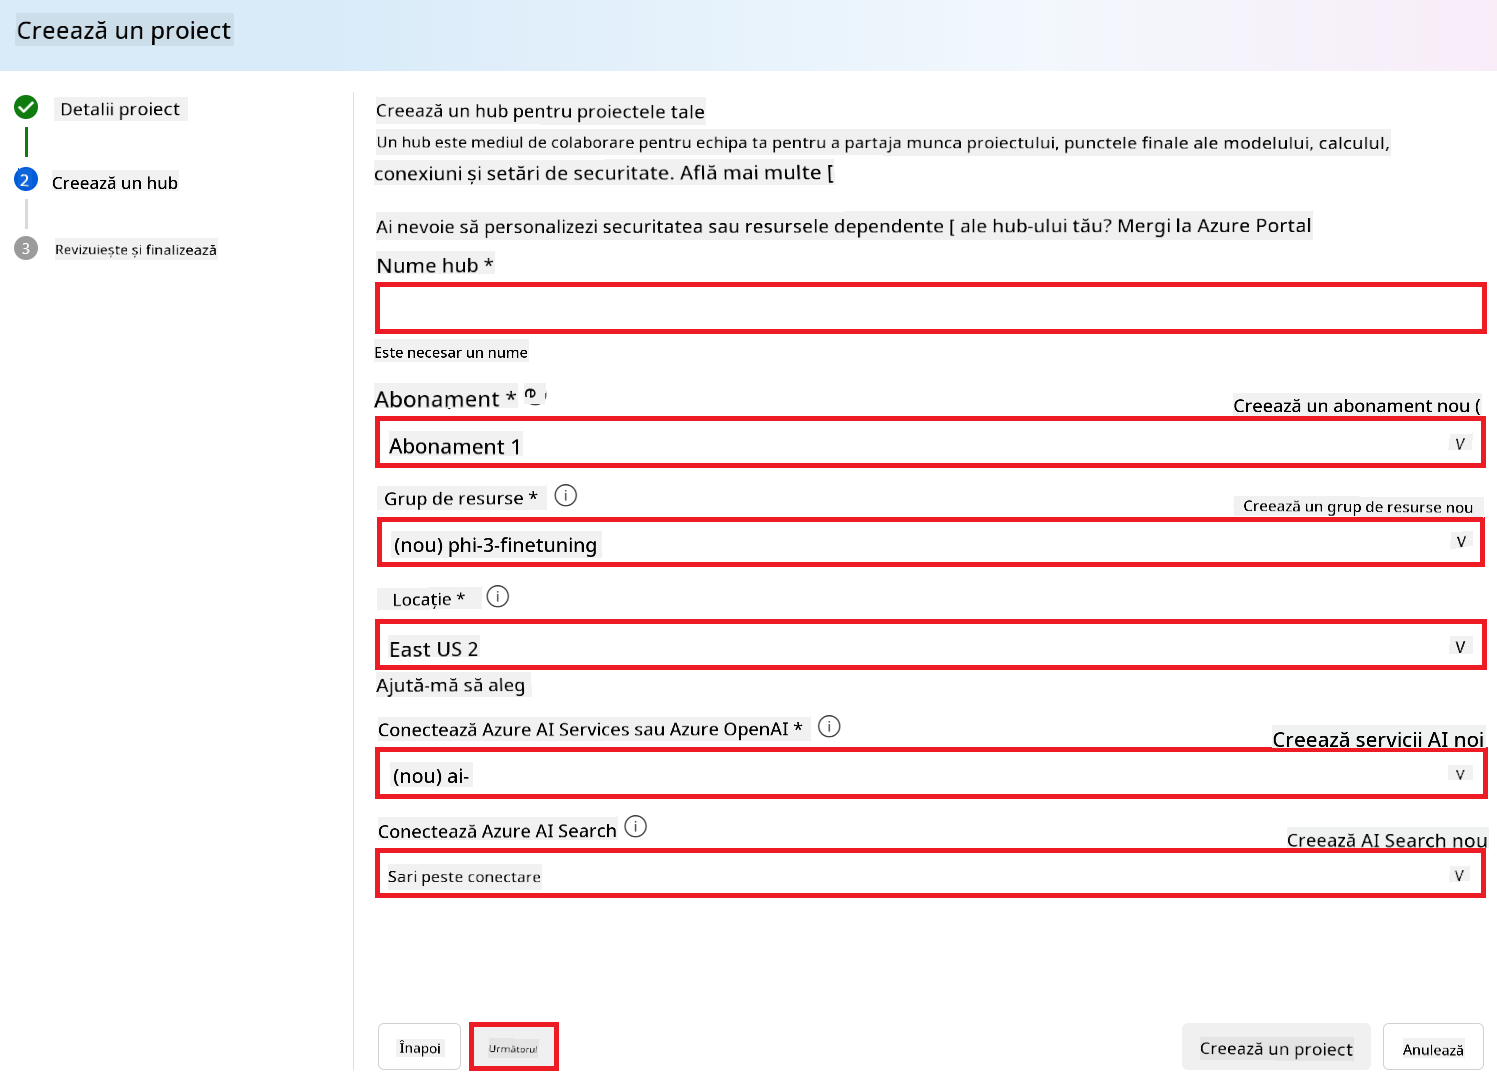 Creează un proiect
Detalii proiect
2
Creează un hub
3
Revizuiește și finalizează
Creează un hub pentru proiectele tale
Un hub este mediul de colaborare pentru echipa ta pentru a partaja munca proiectului, punctele finale ale modelului, calculul,
conexiuni și setări de securitate. Află mai multe [
Ai nevoie să personalizezi securitatea sau resursele dependente [ ale hub-ului tău? Mergi la Azure Portal
Nume hub *
Este necesar un nume
Abonament *
Creează un abonament nou (
Abonament 1
V
Grup de resurse *
Creează un grup de resurse nou
(nou) phi-3-finetuning
V
Locație *
East US 2
V
Ajută-mă să aleg
Conectează Azure AI Services sau Azure OpenAI *
Creează servicii AI noi
(nou) ai-
V
Conectează Azure AI Search
Creează AI Search nou
Sari peste conectare
V
Înapoi
Următorul
Creează un proiect
Anulează